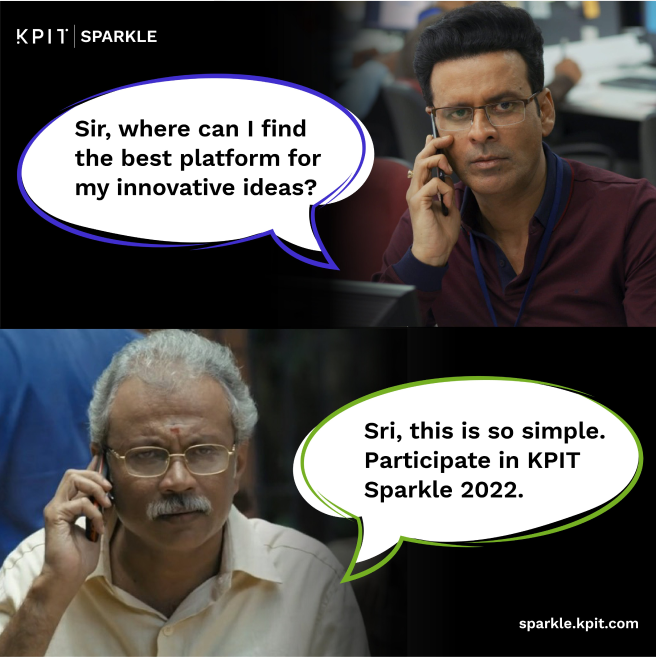 KPIT | SPARKLE
Sir, where can I find
the best platform for
my innovative ideas?
Sri, this is so simple.
Participate in KPIT
Sparkle 2022.
sparkle.kpit.com